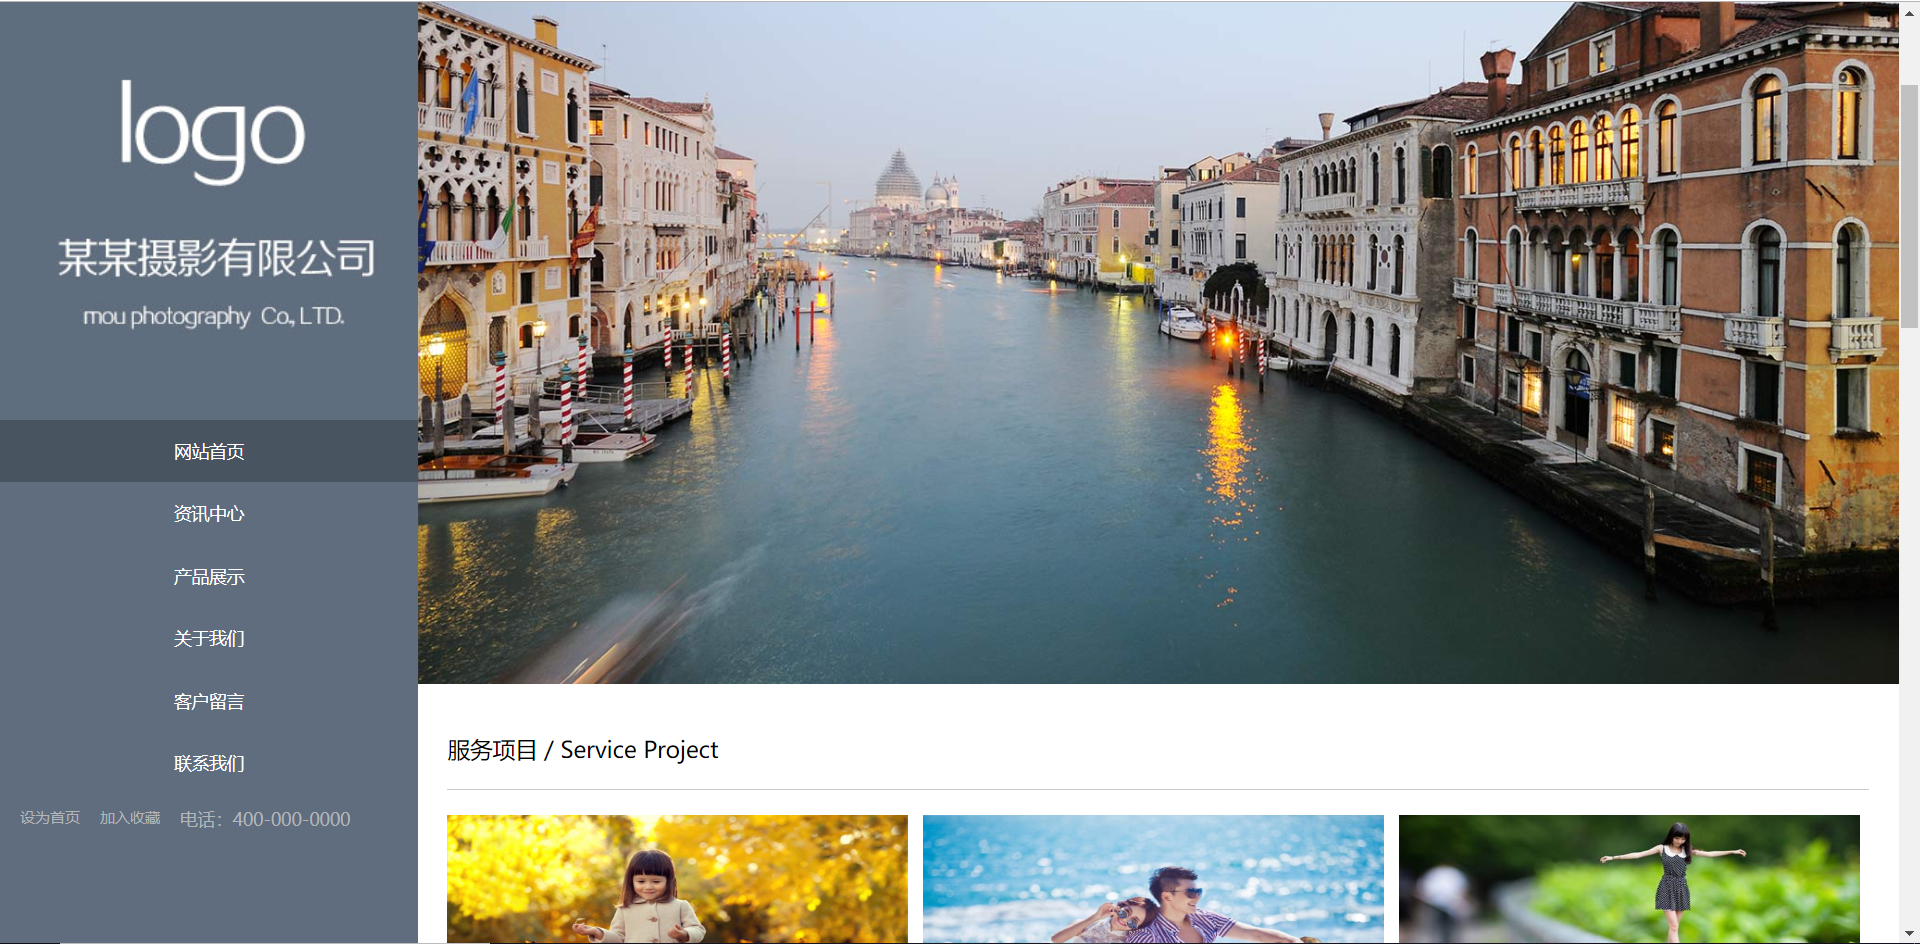 logo
某某摄影有限公司
mou photography Co., LTD.
网站首页
资讯中心
产品展示
关于我们
客户留言
联系我们
设为首页 加入收藏 电话：400-000-0000
服务项目 / Service Project